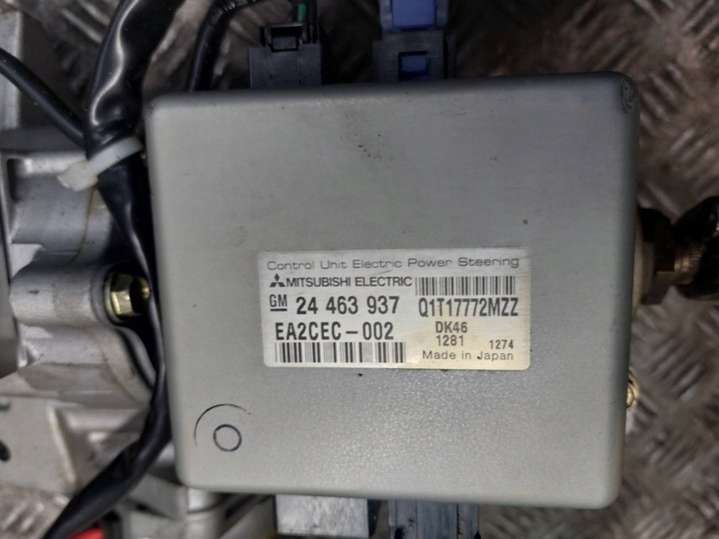 Control Unit Electric Power Steering
MITSUBISHI ELECTRIC
GM 24 463 937 Q1T17772MZZ
EA2CEC-002 DK46
1281 1274
Made in Japan